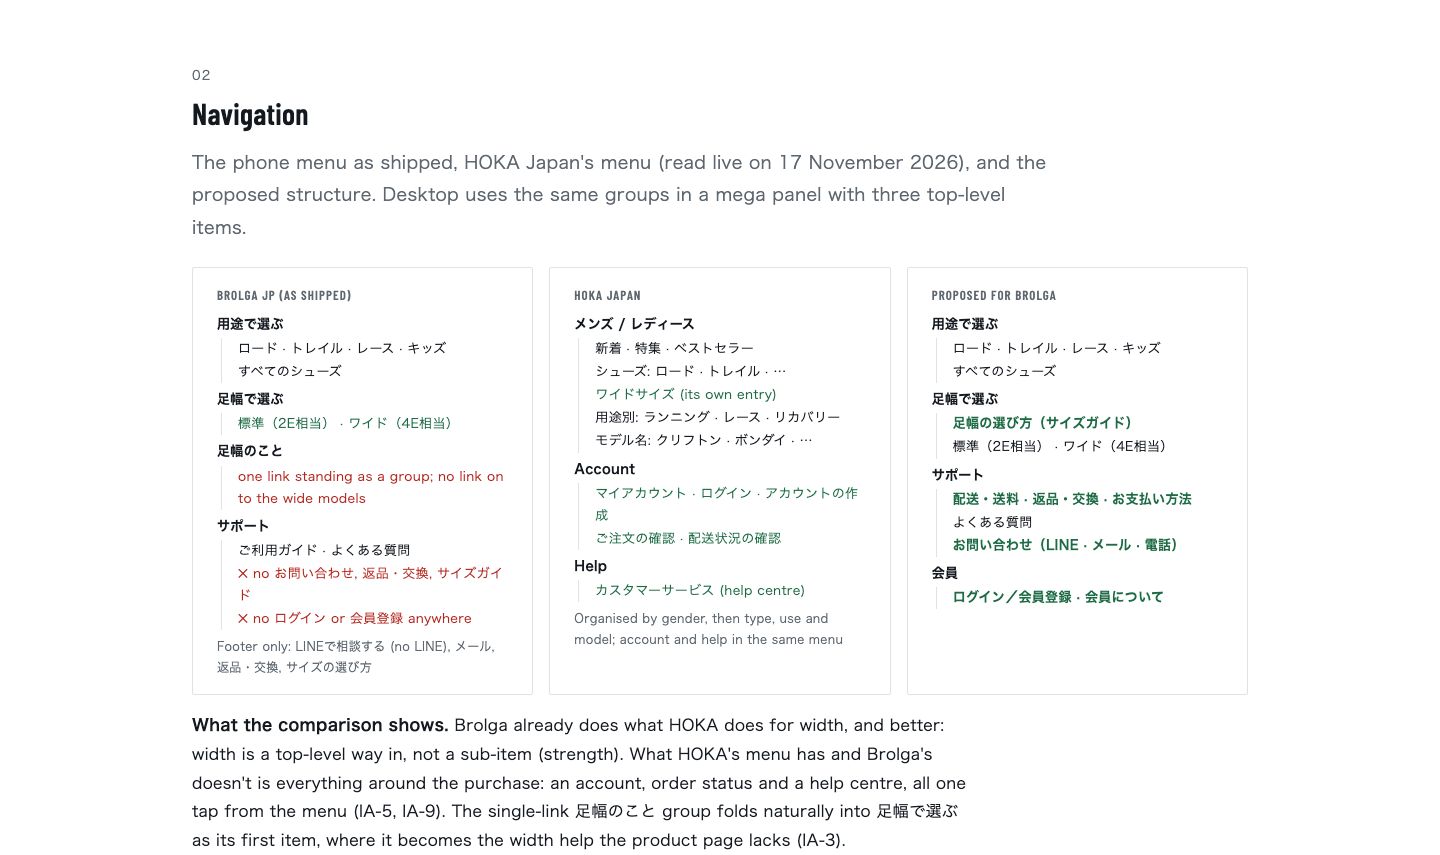 02
Navigation
The phone menu as shipped, HOKA Japan's menu (read live on 17 November 2026), and the
proposed structure. Desktop uses the same groups in a mega panel with three top-level
items.
BROLGA JP (AS SHIPPED)
用途で選ぶ
ロード · トレイル · レース · キッズ
すべてのシューズ
足幅で選ぶ
標準（2E相当） · ワイド（4E相当）
足幅のこと
one link standing as a group; no link on
to the wide models
サポート
ご利用ガイド · よくある質問
✕ no お問い合わせ, 返品・交換, サイズガイ
ド
✕ no ログイン or 会員登録 anywhere
Footer only: LINEで相談する (no LINE), メール,
返品・交換, サイズの選び方
HOKA JAPAN
メンズ / レディース
新着 · 特集 · ベストセラー
シューズ: ロード · トレイル · …
ワイドサイズ (its own entry)
用途別: ランニング · レース · リカバリー
モデル名: クリフトン · ボンダイ · …
Account
マイアカウント · ログイン · アカウントの作
成
ご注文の確認 · 配送状況の確認
Help
カスタマーサービス (help centre)
Organised by gender, then type, use and
model; account and help in the same menu
PROPOSED FOR BROLGA
用途で選ぶ
ロード · トレイル · レース · キッズ
すべてのシューズ
足幅で選ぶ
足幅の選び方（サイズガイド）
標準（2E相当） · ワイド（4E相当）
サポート
配送・送料 · 返品・交換 · お支払い方法
よくある質問
お問い合わせ（LINE · メール · 電話）
会員
ログイン／会員登録 · 会員について
What the comparison shows. Brolga already does what HOKA does for width, and better:
width is a top-level way in, not a sub-item (strength). What HOKA's menu has and Brolga's
doesn't is everything around the purchase: an account, order status and a help centre, all one
tap from the menu (IA-5, IA-9). The single-link 足幅のこと group folds naturally into 足幅で選ぶ
as its first item, where it becomes the width help the product page lacks (IA-3).